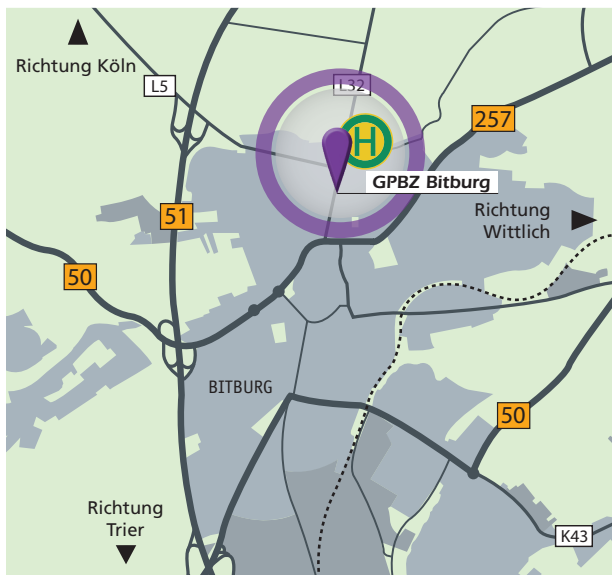 Richtung Köln
L5
L32
H
257
GPBZ Bitburg
51
Richtung
Wittlich
50
BITBURG
50
Richtung
Trier
K43